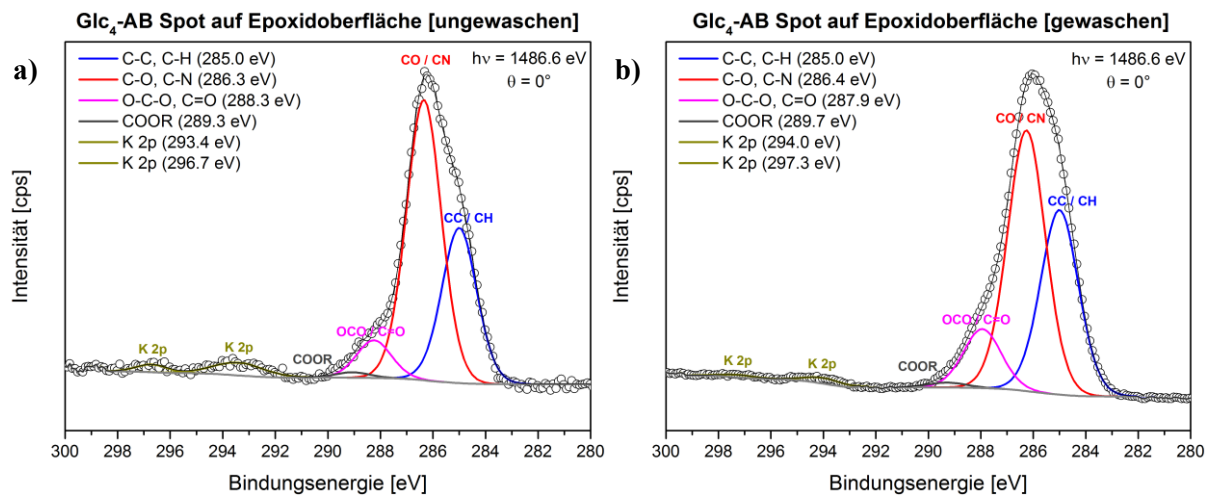 Glc₄-AB Spot auf Epoxidoberfläche [ungewaschen]
a)
C-C, C-H (285.0 eV)
C-O, C-N (286.3 eV)
O-C-O, C=O (288.3 eV)
COOR (289.3 eV)
K 2p (293.4 eV)
K 2p (296.7 eV)
hν = 1486.6 eV
θ = 0°
CO / CN
CC / CH
OCO / C=O
COOR
K 2p
K 2p
Intensität [cps]
300 298 296 294 292 290 288 286 284 282 280
Bindungsenergie [eV]
Glc₄-AB Spot auf Epoxidoberfläche [gewaschen]
b)
C-C, C-H (285.0 eV)
C-O, C-N (286.4 eV)
O-C-O, C=O (287.9 eV)
COOR (289.7 eV)
K 2p (294.0 eV)
K 2p (297.3 eV)
hν = 1486.6 eV
θ = 0°
CO / CN
CC / CH
OCO / C=O
COOR
K 2p
K 2p
Intensität [cps]
300 298 296 294 292 290 288 286 284 282 280
Bindungsenergie [eV]